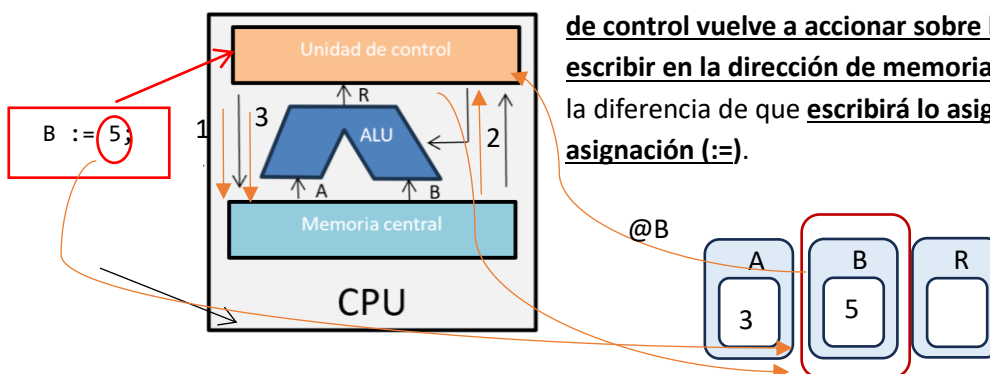 de control vuelve a accionar sobre
escribir en la dirección de memoria
la diferencia de que escribirá lo asig
asignación (:=).
Unidad de control
B := 5;
1
3
R
ALU
2
A
B
Memoria central
CPU
@B
A
B
R
3
5